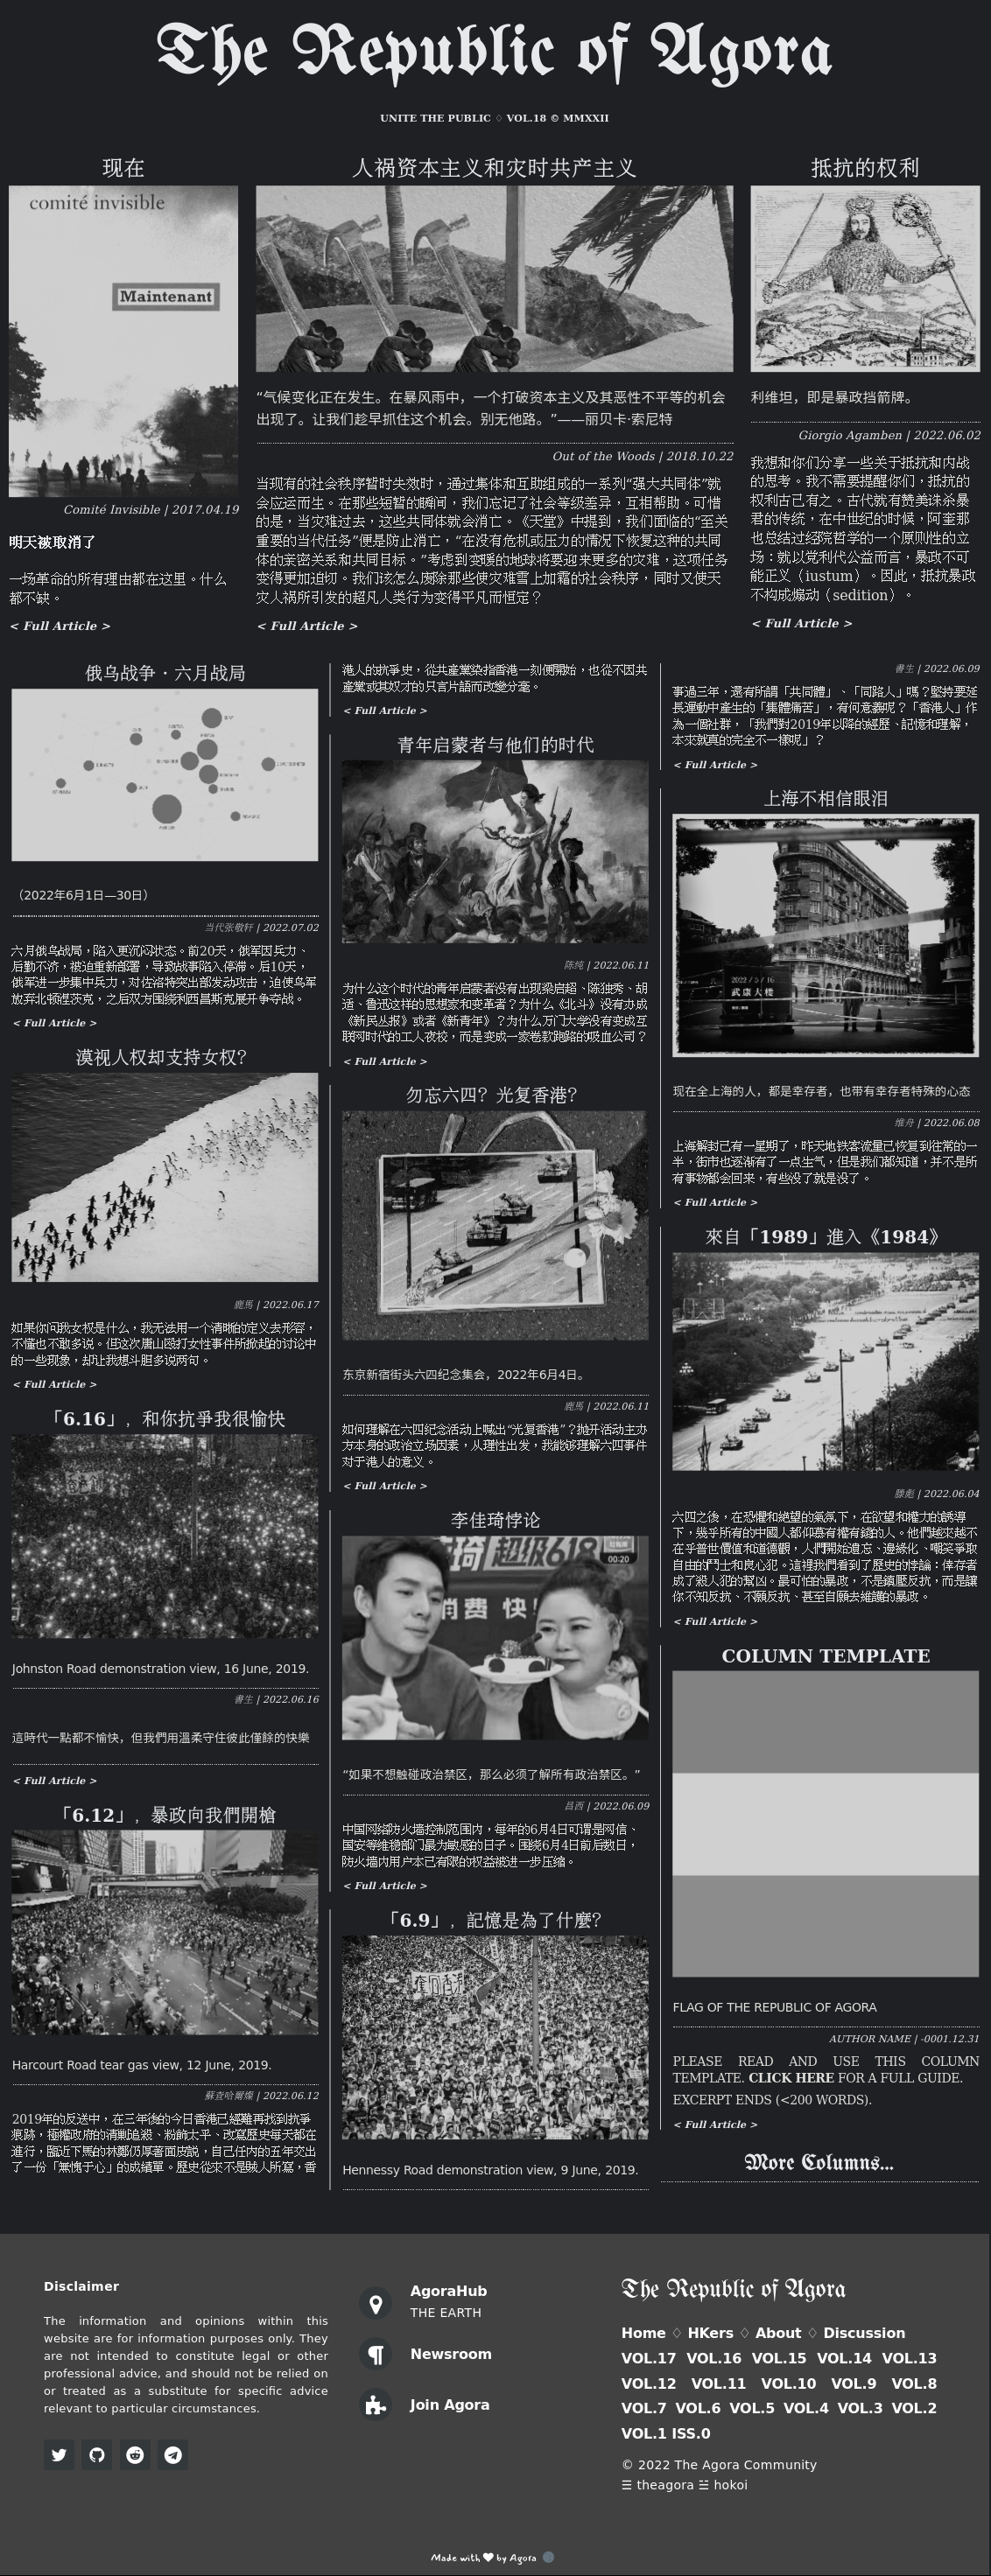 The Republic of Agora
UNITE THE PUBLIC ♢ VOL.18 © MMXXII
现在
comité invisible
Maintenant
Comité Invisible | 2017.04.19
明天被取消了
一场革命的所有理由都在这里。什么
都不缺。
< Full Article >
人祸资本主义和灾时共产主义
“气候变化正在发生。在暴风雨中，一个打破资本主义及其恶性不平等的机会
出现了。让我们趁早抓住这个机会。别无他路。”——丽贝卡·索尼特
Out of the Woods | 2018.10.22
当现有的社会秩序暂时失效时，通过集体和互助组成的一系列“强大共同体”就
会应运而生。在那些短暂的瞬间，我们忘记了社会等级差异，互相帮助。可惜
的是，当灾难过去，这些共同体就会消亡。《天堂》中提到，我们面临的“至关
重要的当代任务”便是防止消亡，“在没有危机或压力的情况下恢复这种的共同
体的亲密关系和共同目标。”考虑到变暖的地球将要迎来更多的灾难，这项任务
变得更加迫切。我们该怎么废除那些使灾难雪上加霜的社会秩序，同时又使天
灾人祸所引发的超凡人类行为变得平凡而恒定？
< Full Article >
抵抗的权利
利维坦，即是暴政挡箭牌。
Giorgio Agamben | 2022.06.02
我想和你们分享一些关于抵抗和内战
的思考。我不需要提醒你们，抵抗的
权利古已有之。古代就有赞美诛杀暴
君的传统，在中世纪的时候，阿奎那
也总结过经院哲学的一个原则性的立
场：就以党利代公益而言，暴政不可
能正义（iustum）。因此，抵抗暴政
不构成煽动（sedition）。
< Full Article >
俄乌战争・六月战局
（2022年6月1日—30日）
当代张敬轩 | 2022.07.02
六月俄乌战局，陷入更沉闷状态。前20天，俄军因兵力、
后勤不济，被迫重新部署，导致战事陷入停滞。后10天，
俄军进一步集中兵力，对佐洛特突出部发动攻击，迫使乌军
放弃北顿涅茨克，之后双方围绕利西昌斯克展开争夺战。
< Full Article >
漠视人权却支持女权？
鹿馬 | 2022.06.17
如果你问我女权是什么，我无法用一个清晰的定义去形容，
不懂也不敢多说。但这次唐山殴打女性事件所掀起的讨论中
的一些现象，却让我想斗胆多说两句。
< Full Article >
「6.16」，和你抗爭我很愉快
Johnston Road demonstration view, 16 June, 2019.
書生 | 2022.06.16
這時代一點都不愉快，但我們用溫柔守住彼此僅餘的快樂
< Full Article >
「6.12」，暴政向我們開槍
Harcourt Road tear gas view, 12 June, 2019.
蘇查哈爾燦 | 2022.06.12
2019年的反送中，在三年後的今日香港已經難再找到抗爭
痕跡，極權政府的清剿追殺、粉飾太平、改寫歷史每天都在
進行，臨近下馬的林鄭仍厚著面皮説，自己任内的五年交出
了一份「無愧于心」的成績單。歷史從來不是賊人所寫，香
港人的抗爭史，從共產黨染指香港一刻便開始，也從不因共
產黨或其奴才的只言片語而改變分毫。
< Full Article >
青年启蒙者与他们的时代
陈纯 | 2022.06.11
为什么这个时代的青年启蒙者没有出现梁启超、陈独秀、胡
适、鲁迅这样的思想家和变革者？为什么《北斗》没有办成
《新民丛报》或者《新青年》？为什么万门大学没有变成互
联网时代的工人夜校，而是变成一家卷款跑路的吸血公司？
< Full Article >
勿忘六四？光复香港？
东京新宿街头六四纪念集会，2022年6月4日。
鹿馬 | 2022.06.11
如何理解在六四纪念活动上喊出“光复香港”？抛开活动主办
方本身的政治立场因素，从理性出发，我能够理解六四事件
对于港人的意义。
< Full Article >
李佳琦悖论
00:20
“如果不想触碰政治禁区，那么必须了解所有政治禁区。”
吕西 | 2022.06.09
中国网络防火墙控制范围内，每年的6月4日可谓是网信、
国安等维稳部门最为敏感的日子。围绕6月4日前后数日，
防火墙内用户本已有限的权益被进一步压缩。
< Full Article >
「6.9」，記憶是為了什麼？
Hennessy Road demonstration view, 9 June, 2019.
書生 | 2022.06.09
事過三年，還有所謂「共同體」、「同路人」嗎？堅持要延
長運動中產生的「集體痛苦」，有何意義呢？「香港人」作
為一個社群，「我們對2019年以降的經歷、記憶和理解，
本來就真的完全不一樣呢」？
< Full Article >
上海不相信眼泪
2022 / 5 / 16
武康大楼
现在全上海的人，都是幸存者，也带有幸存者特殊的心态
维舟 | 2022.06.08
上海解封已有一星期了，昨天地铁客流量已恢复到往常的一
半，街市也逐渐有了一点生气，但是我们都知道，并不是所
有事物都会回来，有些没了就是没了。
< Full Article >
來自「1989」進入《1984》
滕彪 | 2022.06.04
六四之後，在恐懼和絶望的氣氛下，在欲望和權力的誘導
下，幾乎所有的中國人都仰慕有權有錢的人。他們越來越不
在乎普世價值和道德觀，人們開始遺忘、邊緣化、嘲笑爭取
自由的鬥士和良心犯。這裡我們看到了歷史的悖論：倖存者
成了殺人犯的幫凶。最可怕的暴政，不是鎮壓反抗，而是讓
你不知反抗、不願反抗、甚至自願去維護的暴政。
< Full Article >
COLUMN TEMPLATE
FLAG OF THE REPUBLIC OF AGORA
AUTHOR NAME | -0001.12.31
PLEASE READ AND USE THIS COLUMN
TEMPLATE. CLICK HERE FOR A FULL GUIDE.
EXCERPT ENDS (<200 WORDS).
< Full Article >
More Columns...
Disclaimer
The information and opinions within this
website are for information purposes only. They
are not intended to constitute legal or other
professional advice, and should not be relied on
or treated as a substitute for specific advice
relevant to particular circumstances.
AgoraHub
THE EARTH
Newsroom
Join Agora
The Republic of Agora
Home ♢ HKers ♢ About ♢ Discussion
VOL.17 VOL.16 VOL.15 VOL.14 VOL.13
VOL.12 VOL.11 VOL.10 VOL.9 VOL.8
VOL.7 VOL.6 VOL.5 VOL.4 VOL.3 VOL.2
VOL.1 ISS.0
© 2022 The Agora Community
☰ theagora ☱ hokoi
Made with ♥ by Agora